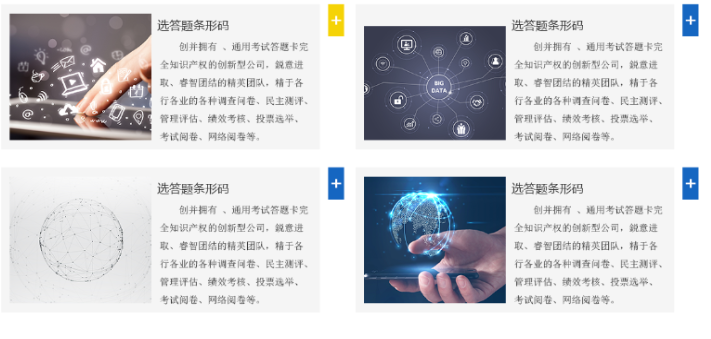 选答题条形码
创并拥有 、通用考试答题卡完
全知识产权的创新型公司，鋭意进
取、睿智团结的精英团队，精于各
行各业的各种调查问卷、民主测评、
管理评估、绩效考核、投票选举、
考试阅卷、网络阅卷等。
+
BIG
DATA
选答题条形码
创并拥有 、通用考试答题卡完
全知识产权的创新型公司，鋭意进
取、睿智团结的精英团队，精于各
行各业的各种调查问卷、民主测评、
管理评估、绩效考核、投票选举、
考试阅卷、网络阅卷等。
+
选答题条形码
创并拥有 、通用考试答题卡完
全知识产权的创新型公司，鋭意进
取、睿智团结的精英团队，精于各
行各业的各种调查问卷、民主测评、
管理评估、绩效考核、投票选举、
考试阅卷、网络阅卷等。
+
选答题条形码
创并拥有 、通用考试答题卡完
全知识产权的创新型公司，鋭意进
取、睿智团结的精英团队，精于各
行各业的各种调查问卷、民主测评、
管理评估、绩效考核、投票选举、
考试阅卷、网络阅卷等。
+